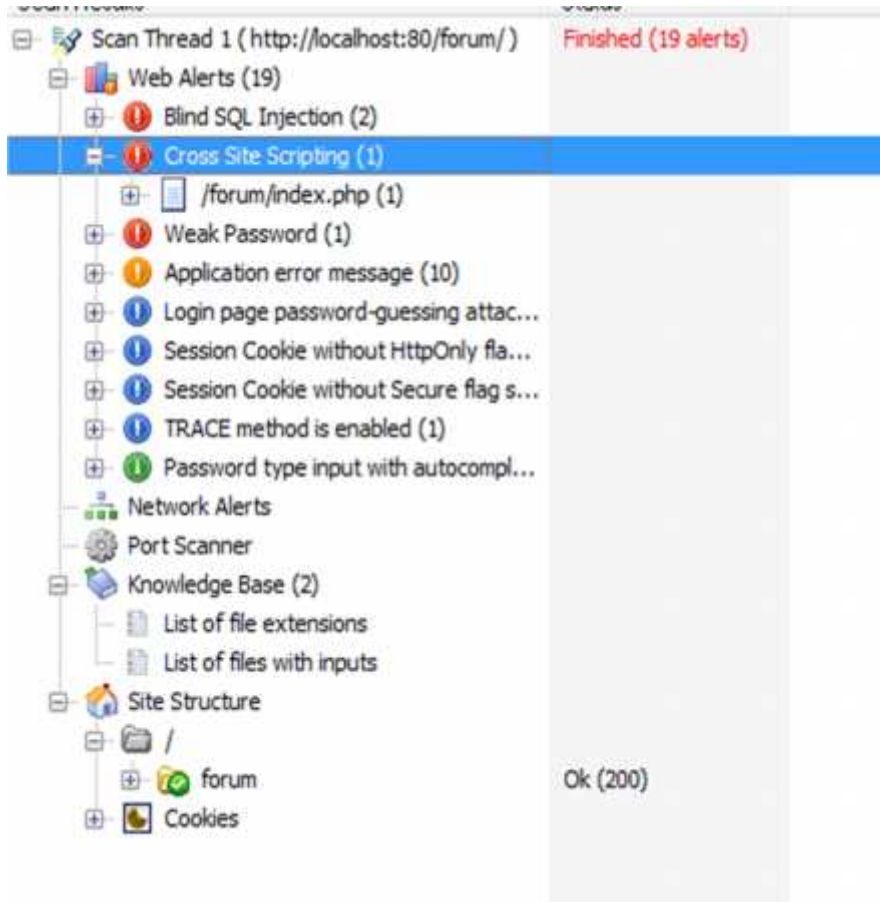 Scan Results Status
Scan Thread 1 ( http://localhost:80/forum/ ) Finished (19 alerts)
Web Alerts (19)
Blind SQL Injection (2)
Cross Site Scripting (1)
/forum/index.php (1)
Weak Password (1)
Application error message (10)
Login page password-guessing attac...
Session Cookie without HttpOnly fla...
Session Cookie without Secure flag s...
TRACE method is enabled (1)
Password type input with autocompl...
Network Alerts
Port Scanner
Knowledge Base (2)
List of file extensions
List of files with inputs
Site Structure
/
forum Ok (200)
Cookies